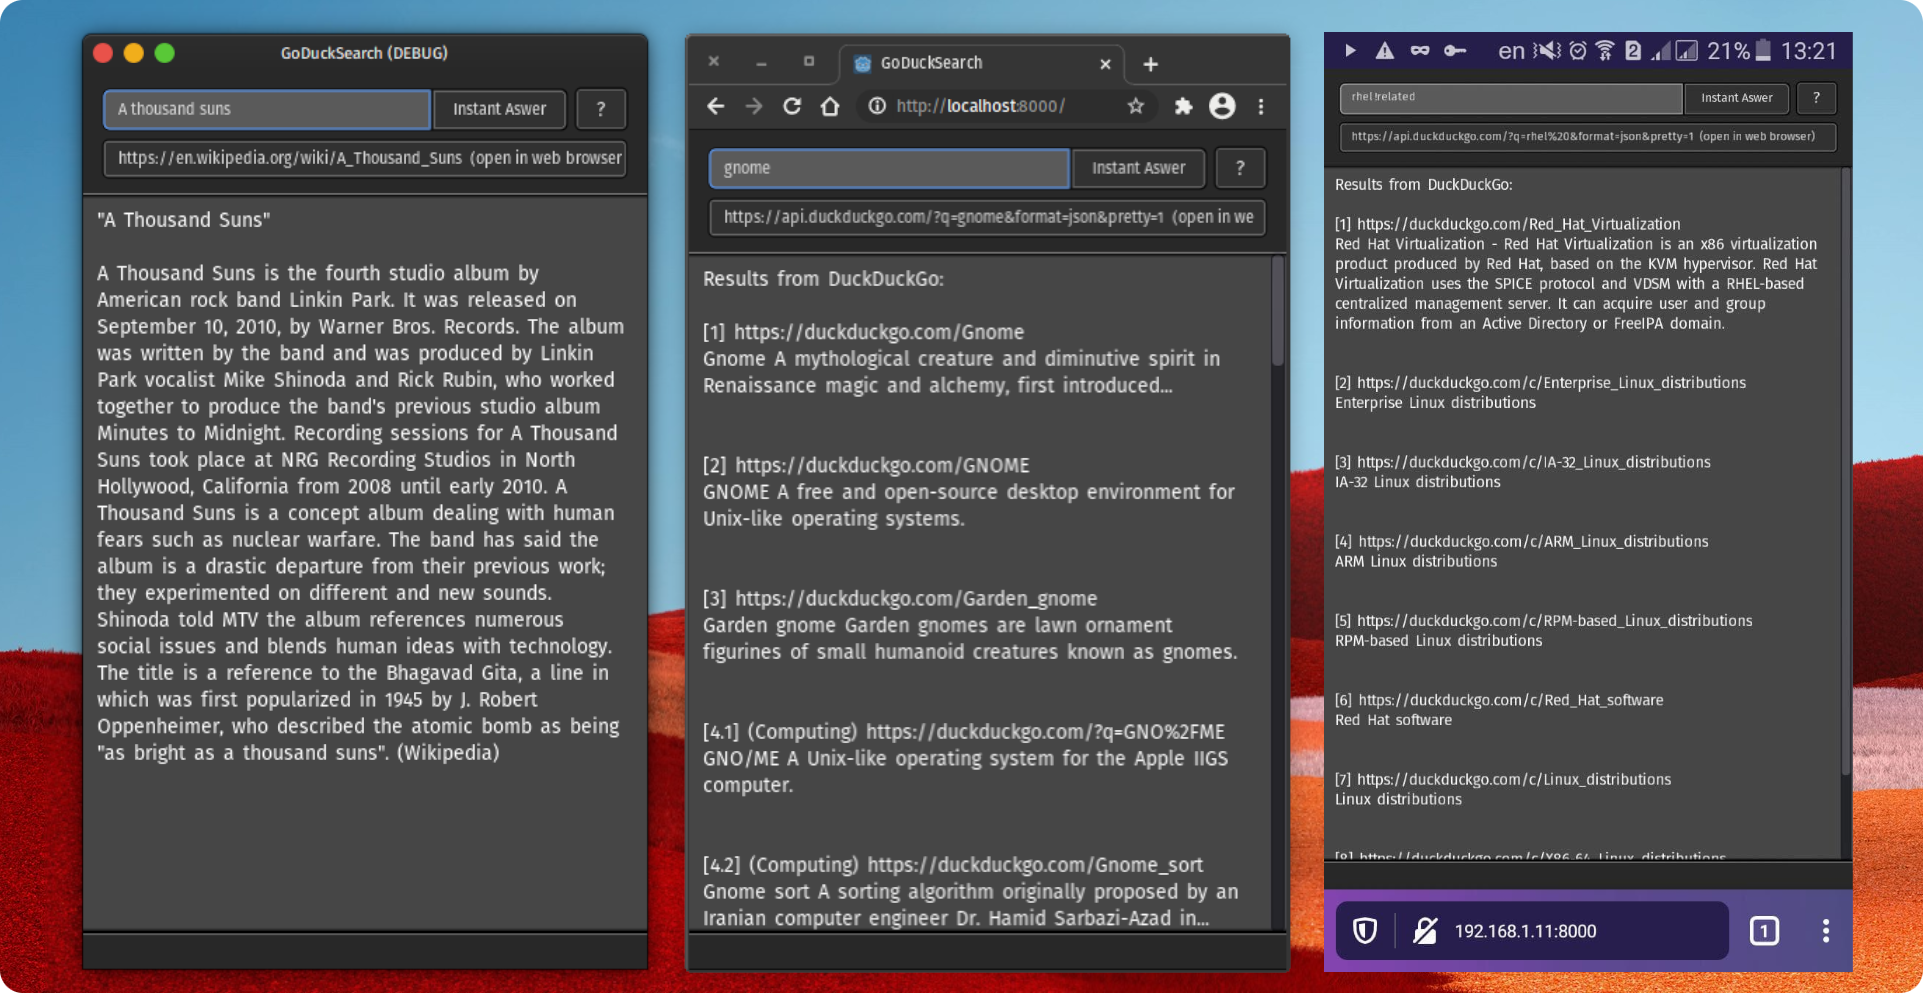 GoDuckSearch (DEBUG)
A thousand suns
Instant Aswer
?
https://en.wikipedia.org/wiki/A_Thousand_Suns (open in web browser
"A Thousand Suns"
A Thousand Suns is the fourth studio album by
American rock band Linkin Park. It was released on
September 10, 2010, by Warner Bros. Records. The album
was written by the band and was produced by Linkin
Park vocalist Mike Shinoda and Rick Rubin, who worked
together to produce the band's previous studio album
Minutes to Midnight. Recording sessions for A Thousand
Suns took place at NRG Recording Studios in North
Hollywood, California from 2008 until early 2010. A
Thousand Suns is a concept album dealing with human
fears such as nuclear warfare. The band has said the
album is a drastic departure from their previous work;
they experimented on different and new sounds.
Shinoda told MTV the album references numerous
social issues and blends human ideas with technology.
The title is a reference to the Bhagavad Gita, a line in
which was first popularized in 1945 by J. Robert
Oppenheimer, who described the atomic bomb as being
"as bright as a thousand suns". (Wikipedia)
GoDuckSearch
http://localhost:8000/
gnome
Instant Aswer
?
https://api.duckduckgo.com/?q=gnome&format=json&pretty=1 (open in we
Results from DuckDuckGo:
[1] https://duckduckgo.com/Gnome
Gnome A mythological creature and diminutive spirit in
Renaissance magic and alchemy, first introduced...
[2] https://duckduckgo.com/GNOME
GNOME A free and open-source desktop environment for
Unix-like operating systems.
[3] https://duckduckgo.com/Garden_gnome
Garden gnome Garden gnomes are lawn ornament
figurines of small humanoid creatures known as gnomes.
[4.1] (Computing) https://duckduckgo.com/?q=GNO%2FME
GNO/ME A Unix-like operating system for the Apple IIGS
computer.
[4.2] (Computing) https://duckduckgo.com/Gnome_sort
Gnome sort A sorting algorithm originally proposed by an
Iranian computer engineer Dr. Hamid Sarbazi-Azad in...
en 2 21% 13:21
rhel !related
Instant Aswer
?
https://api.duckduckgo.com/?q=rhel%20&format=json&pretty=1 (open in web browser)
Results from DuckDuckGo:
[1] https://duckduckgo.com/Red_Hat_Virtualization
Red Hat Virtualization - Red Hat Virtualization is an x86 virtualization
product produced by Red Hat, based on the KVM hypervisor. Red Hat
Virtualization uses the SPICE protocol and VDSM with a RHEL-based
centralized management server. It can acquire user and group
information from an Active Directory or FreeIPA domain.
[2] https://duckduckgo.com/c/Enterprise_Linux_distributions
Enterprise Linux distributions
[3] https://duckduckgo.com/c/IA-32_Linux_distributions
IA-32 Linux distributions
[4] https://duckduckgo.com/c/ARM_Linux_distributions
ARM Linux distributions
[5] https://duckduckgo.com/c/RPM-based_Linux_distributions
RPM-based Linux distributions
[6] https://duckduckgo.com/c/Red_Hat_software
Red Hat software
[7] https://duckduckgo.com/c/Linux_distributions
Linux distributions
[8] https://duckduckgo.com/c/X86-64_Linux_distributions
192.168.1.11:8000
1